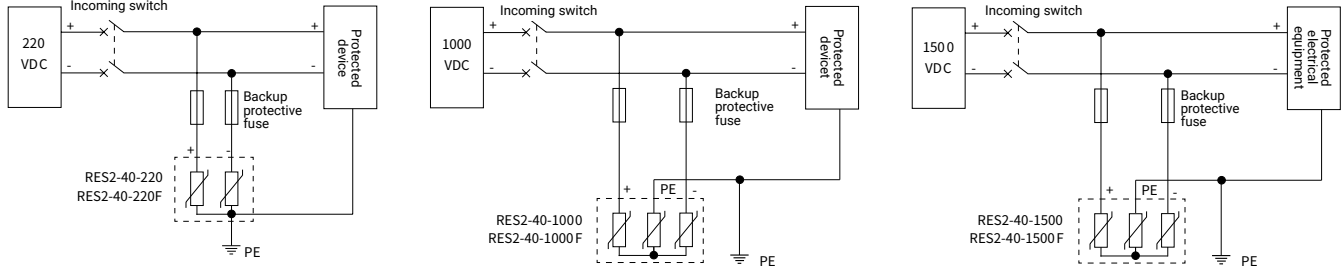 Incoming switch
+
+
220
VDC
-
-
Protected
device
Backup
protective
fuse
+
-
RES2-40-220
RES2-40-220F
PE
Incoming switch
+
+
1000
VDC
-
-
Protected
devicet
Backup
protective
fuse
+
PE
-
RES2-40-1000
RES2-40-1000F
PE
Incoming switch
+
+
1500
VDC
-
-
Protected
electrical
equipment
Backup
protective
fuse
+
PE
-
RES2-40-1500
RES2-40-1500F
PE